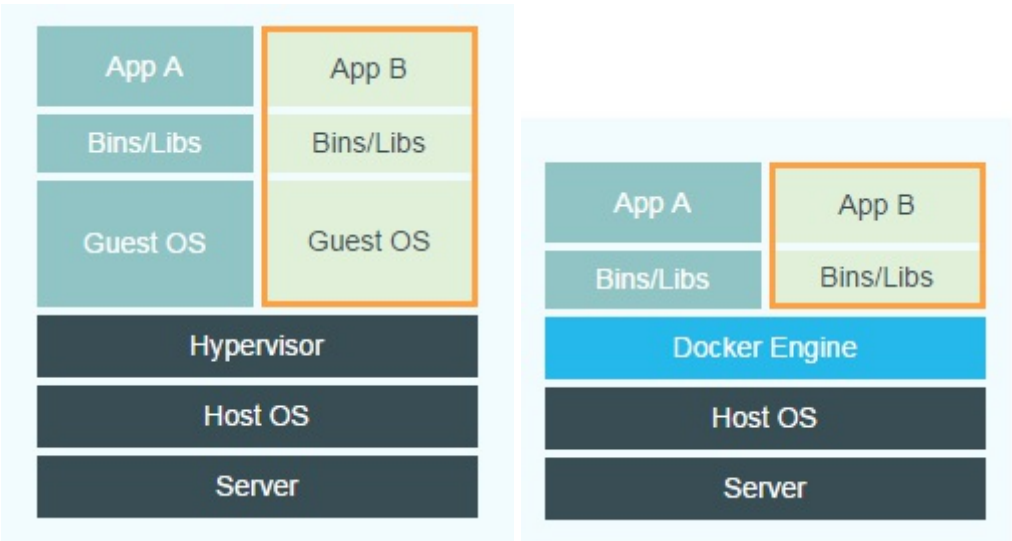 App A
App B
Bins/Libs
Bins/Libs
Guest OS
Guest OS
Hypervisor
Host OS
Server
App A
App B
Bins/Libs
Bins/Libs
Docker Engine
Host OS
Server